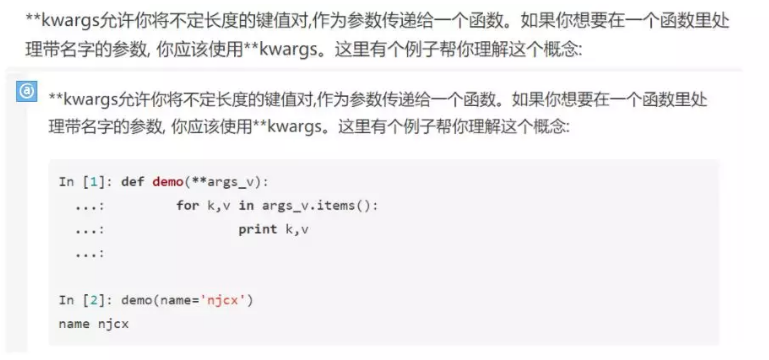 **kwargs允许你将不定长度的键值对,作为参数传递给一个函数。如果你想要在一个函数里处
理带名字的参数, 你应该使用**kwargs。这里有个例子帮你理解这个概念:
@
**kwargs允许你将不定长度的键值对,作为参数传递给一个函数。如果你想要在一个函数里处
理带名字的参数, 你应该使用**kwargs。这里有个例子帮你理解这个概念:
In [1]: def demo(**args_v):
...: for k,v in args_v.items():
...: print k,v
...:
In [2]: demo(name='njcx')
name njcx